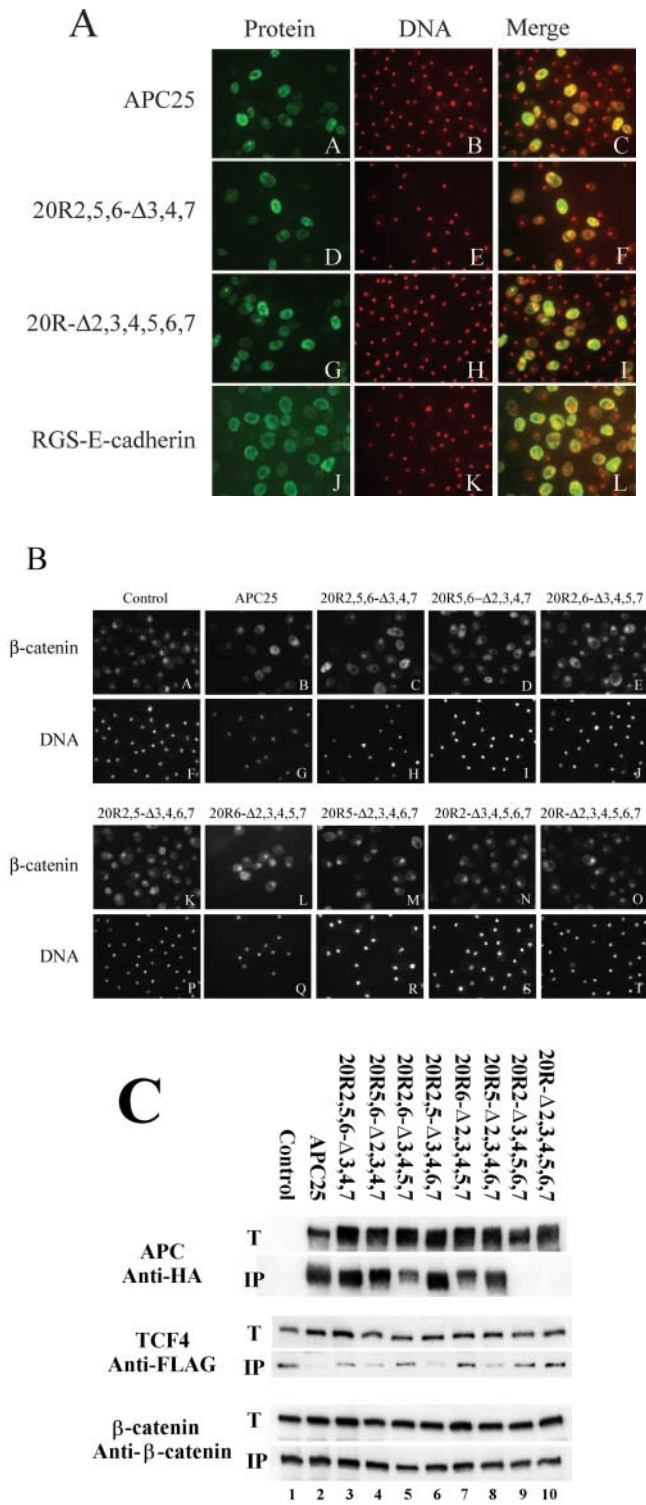 A
Protein DNA Merge
APC25
A B C
20R2,5,6-Δ3,4,7
D E F
20R-Δ2,3,4,5,6,7
G H I
RGS-E-cadherin
J K L
B
Control APC25 20R2,5,6-Δ3,4,7 20R5,6–Δ2,3,4,7 20R2,6-Δ3,4,5,7
β-catenin
A B C D E
DNA
F G H I J
20R2,5-Δ3,4,6,7 20R6-Δ2,3,4,5,7 20R5-Δ2,3,4,6,7 20R2-Δ3,4,5,6,7 20R-Δ2,3,4,5,6,7
β-catenin
K L M N O
DNA
P Q R S T
C
Control
APC25
20R2,5,6-Δ3,4,7
20R5,6-Δ2,3,4,7
20R2,6-Δ3,4,5,7
20R2,5-Δ3,4,6,7
20R6-Δ2,3,4,5,7
20R5-Δ2,3,4,6,7
20R2-Δ3,4,5,6,7
20R-Δ2,3,4,5,6,7
APC
Anti-HA
T
IP
TCF4
Anti-FLAG
T
IP
β-catenin
Anti-β-catenin
T
IP
1 2 3 4 5 6 7 8 9 10